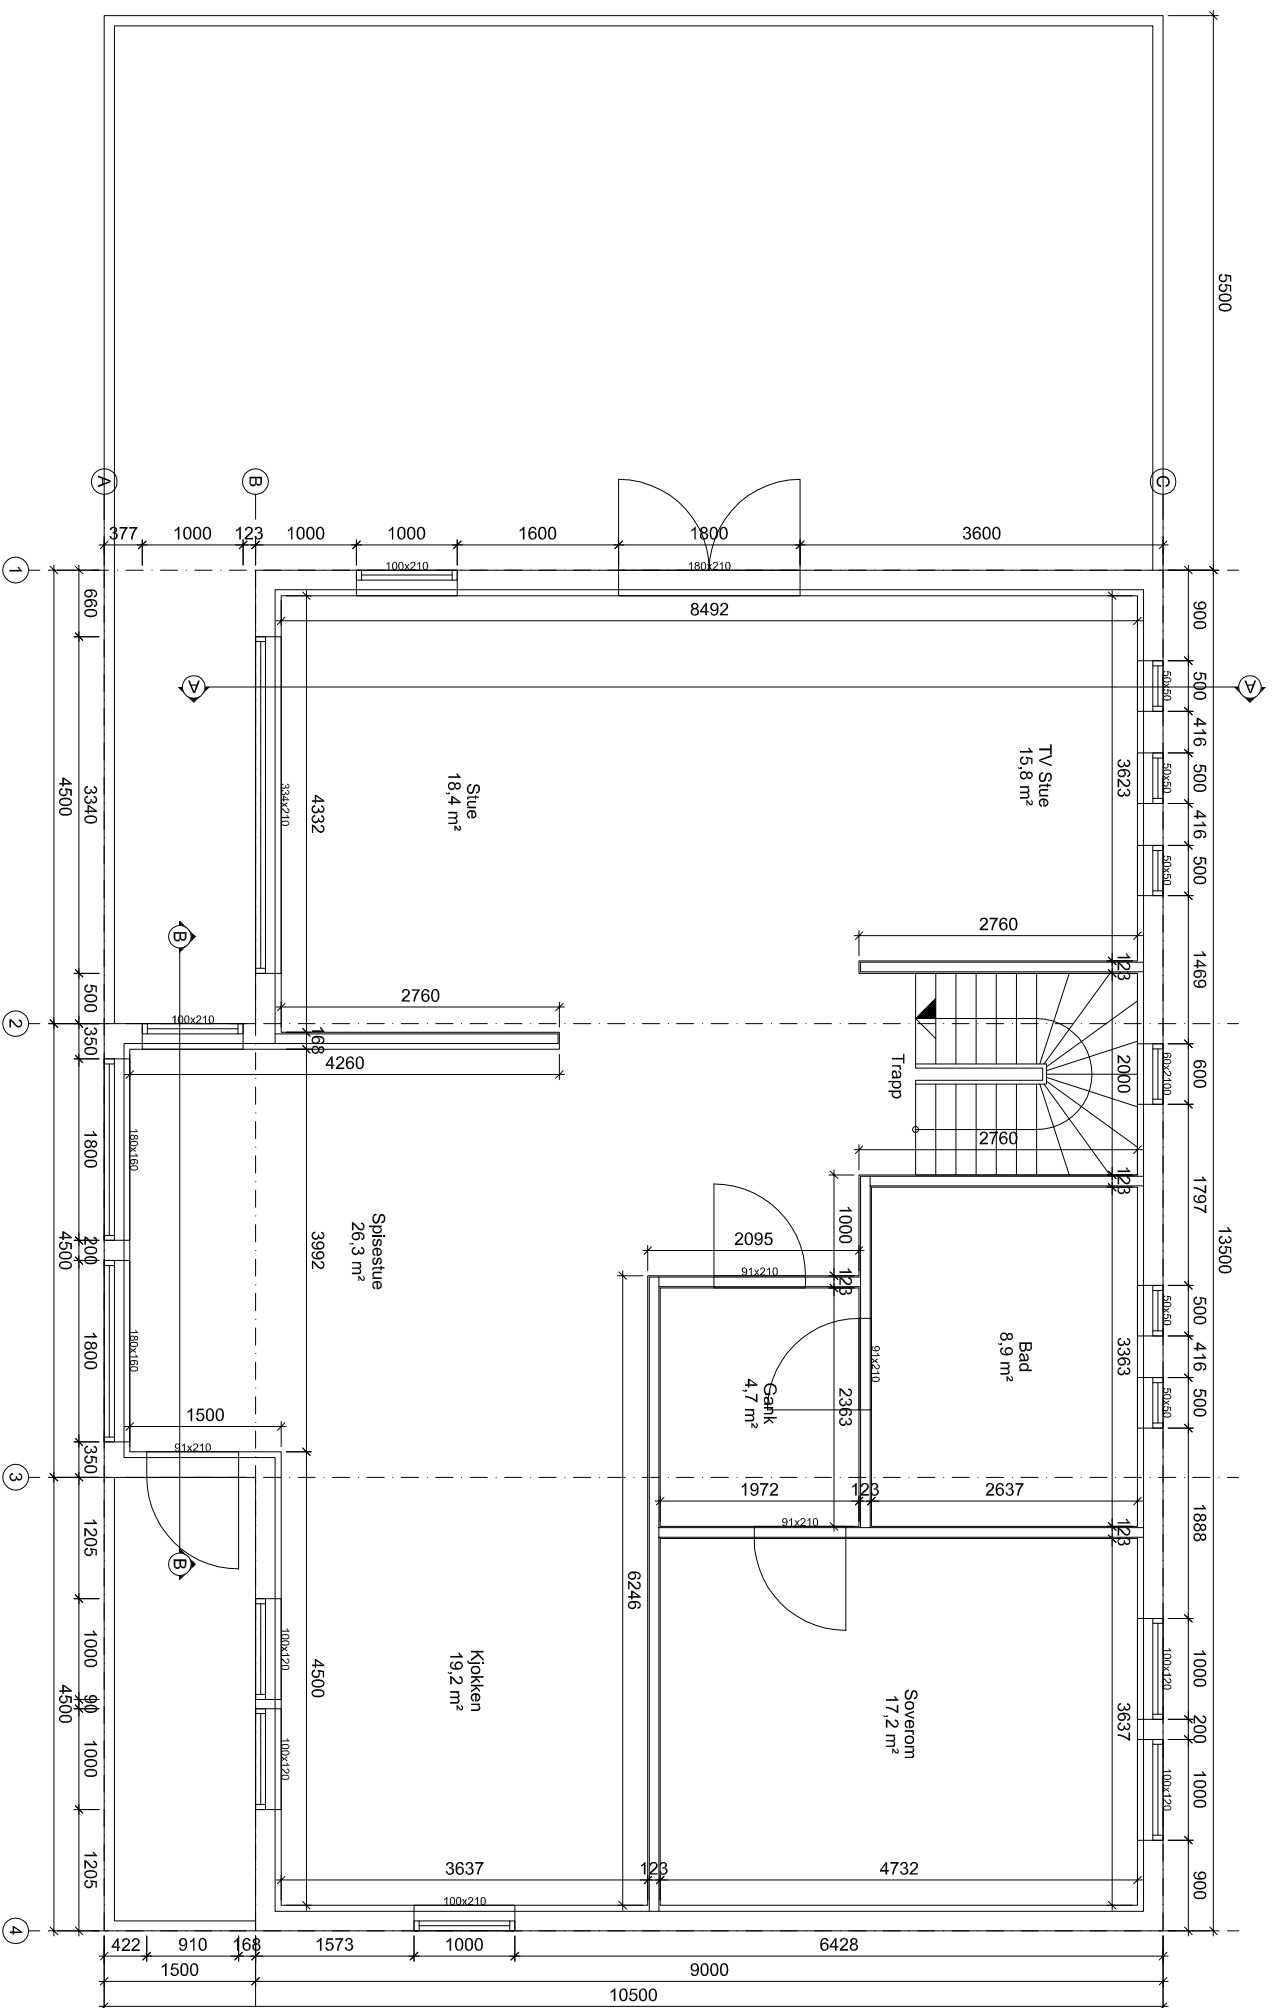 5500
A
B
C
377
1000
123
1000
1000
1600
1800
3600
1
100x210
180x210
660
8492
900
A
A
500
50x50
416
TV Stue
15,8 m²
3623
500
50x50
Stue
18,4 m²
4332
334x210
3340
4500
416
500
50x50
2760
1469
B
123
500
2760
2
100x210
168
350
4260
Trapp
2000
600
60x2100
2760
1800
180x160
123
1797
1000
2095
Spisestue
26,3 m²
3992
13500
200
4500
91x210
123
500
50x50
1800
180x160
Bad
8,9 m²
3363
91x210
416
Gank
4,7 m²
2363
500
50x50
1500
350
91x210
3
1972
123
2637
1888
91x210
123
1205
B
6246
1000
100x120
Kjokken
19,2 m²
4500
Soverom
17,2 m²
3637
1000
100x120
90
4500
200
1000
100x120
1000
100x120
1205
3637
123
4732
900
100x210
4
422
910
168
1573
1000
6428
1500
9000
10500